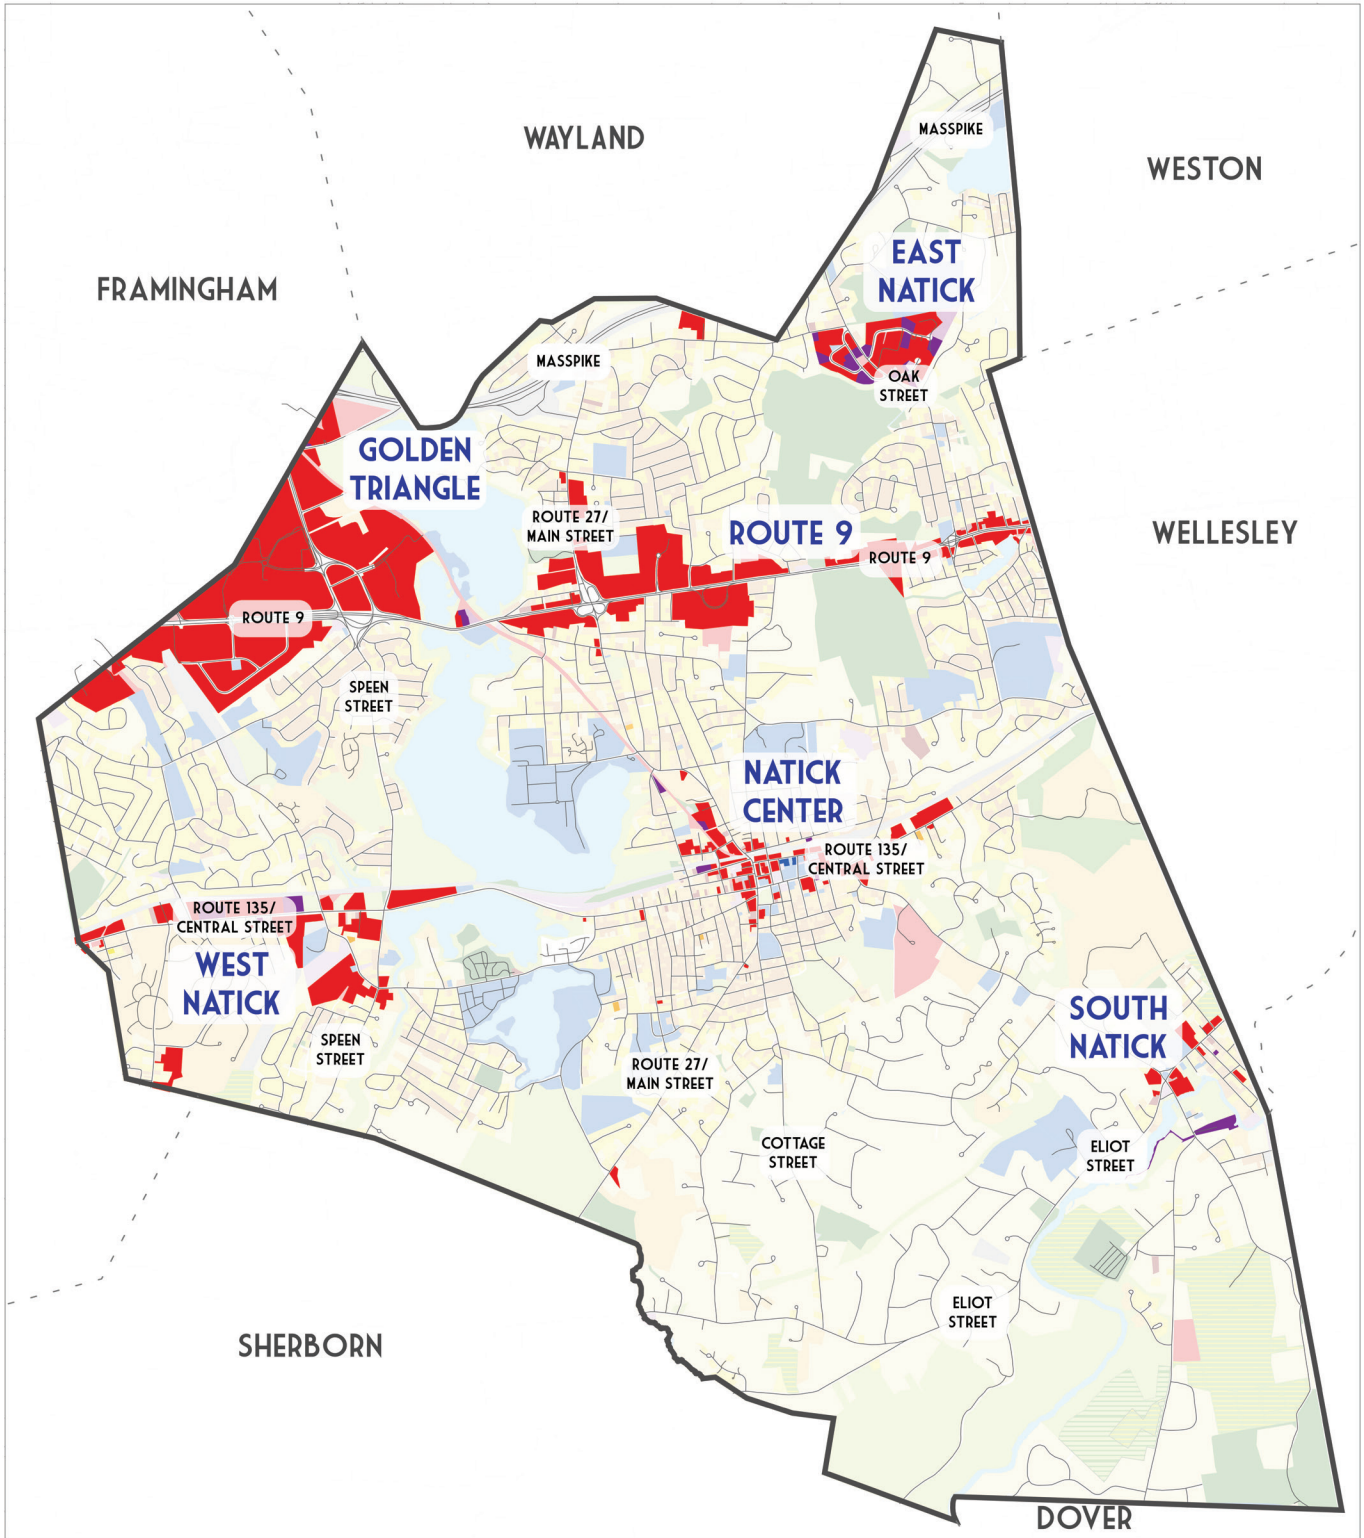 WAYLAND
MASSPIKE
WESTON
EAST
NATICK
FRAMINGHAM
MASSPIKE
OAK
STREET
GOLDEN
TRIANGLE
ROUTE 27/
MAIN STREET
ROUTE 9
ROUTE 9
WELLESLEY
ROUTE 9
SPEEN
STREET
NATICK
CENTER
ROUTE 135/
CENTRAL STREET
ROUTE 135/
CENTRAL STREET
WEST
NATICK
SOUTH
NATICK
SPEEN
STREET
ROUTE 27/
MAIN STREET
COTTAGE
STREET
ELIOT
STREET
ELIOT
STREET
SHERBORN
DOVER